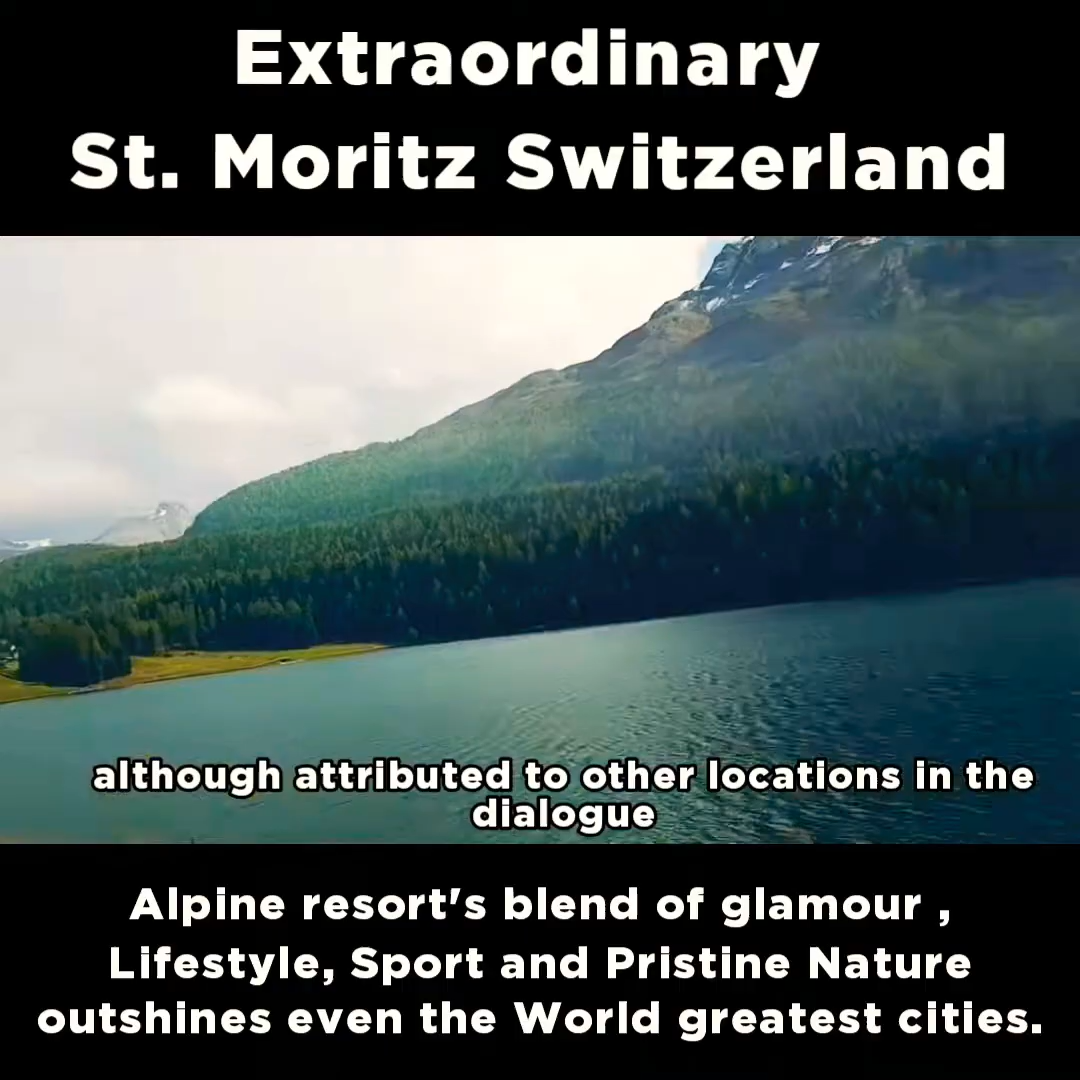 Extraordinary
St. Moritz Switzerland
although attributed to other locations in the
dialogue
Alpine resort's blend of glamour ,
Lifestyle, Sport and Pristine Nature
outshines even the World greatest cities.